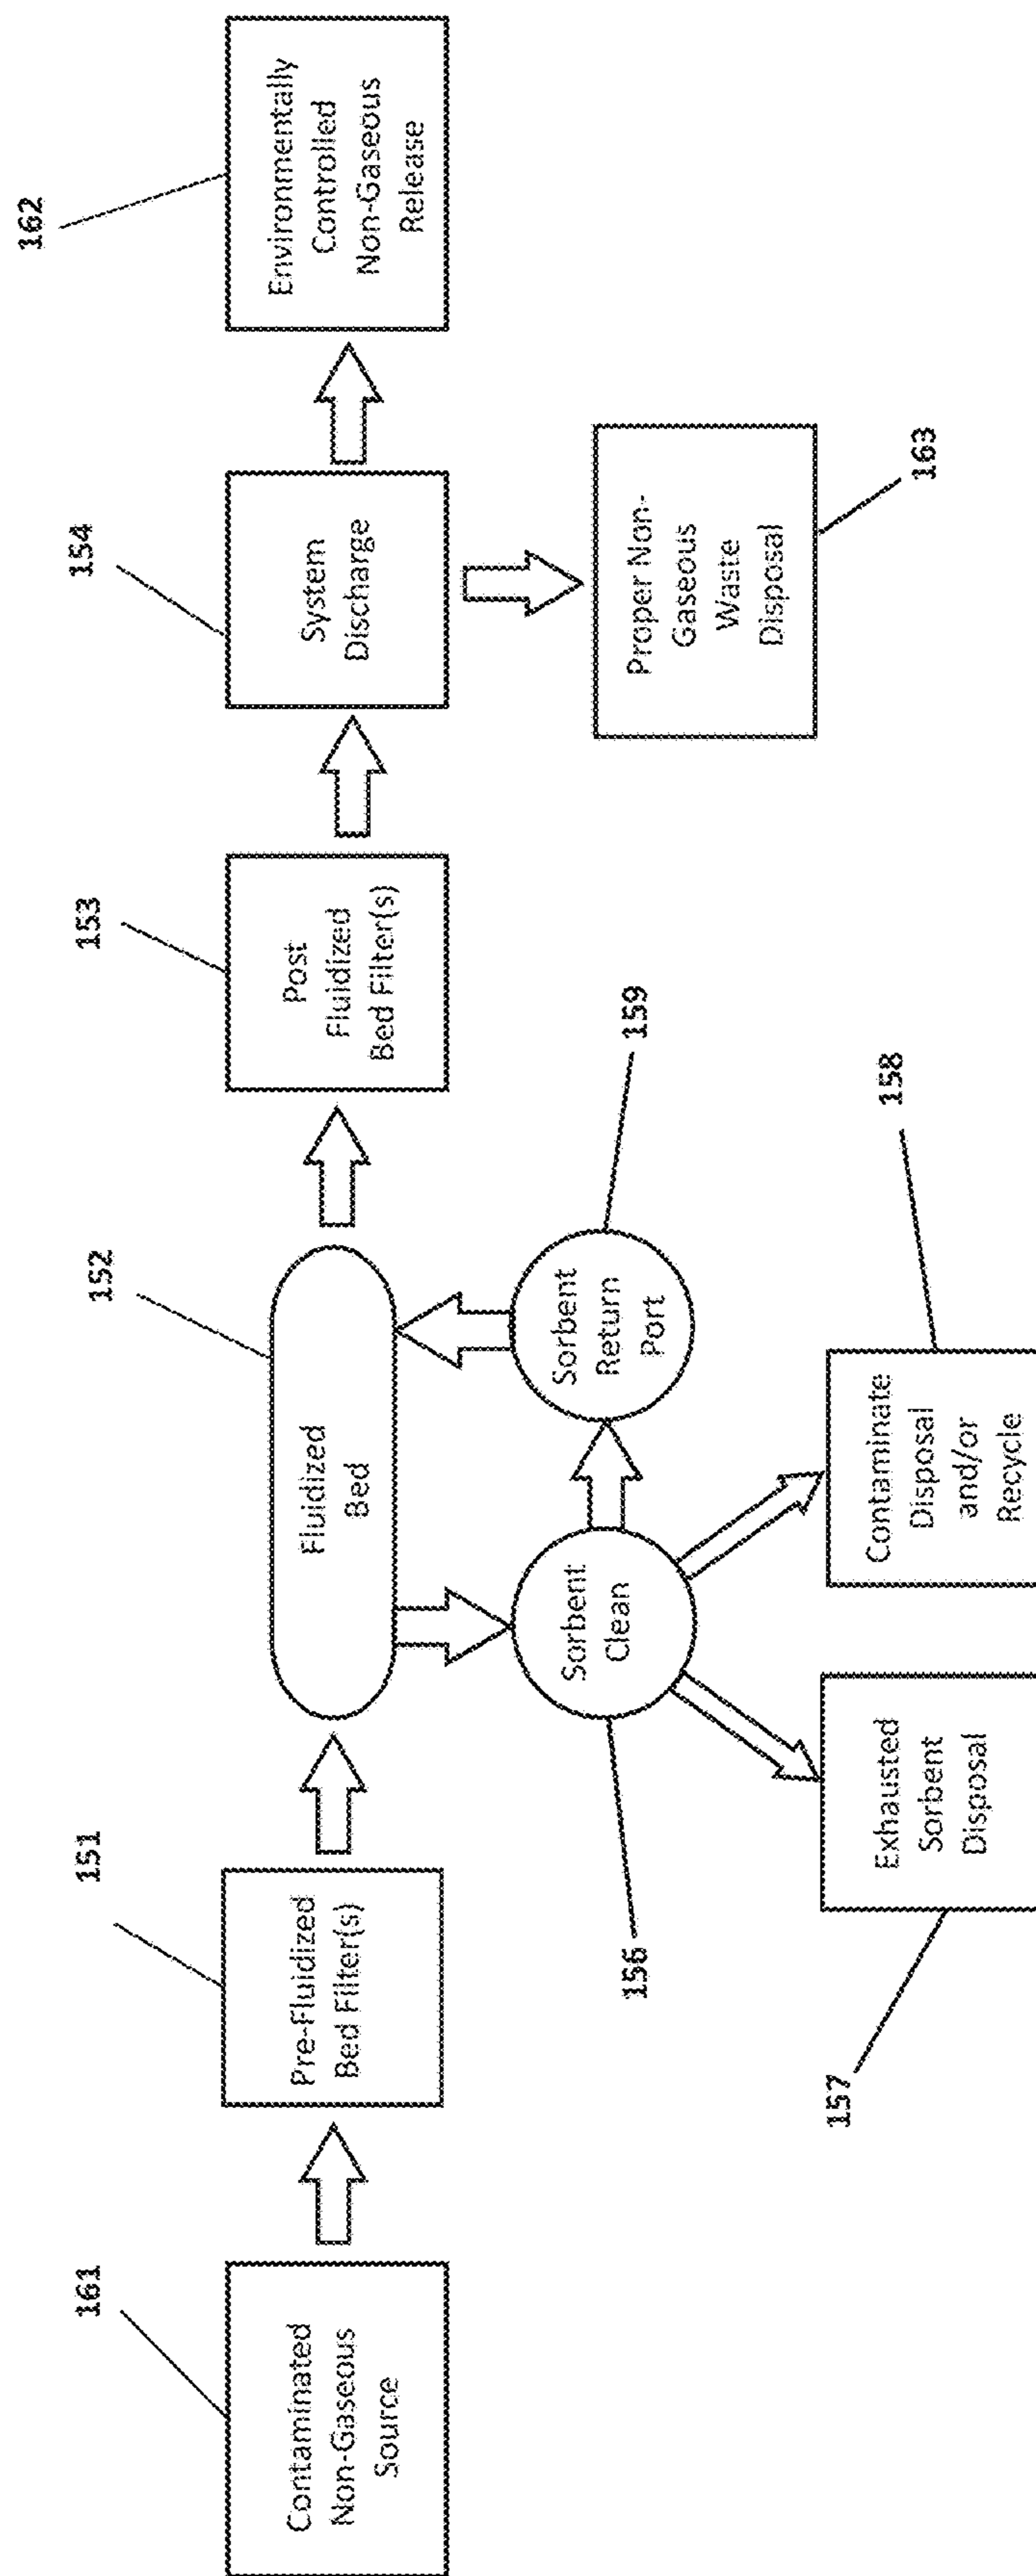 161
Contaminated
Non-Gaseous
Source
151
Pre-Fluidized
Bed Filter(s)
152
Fluidized
Bed
153
Post
Fluidized
Bed Filter(s)
154
System
Discharge
162
Environmentally
Controlled
Non-Gaseous
Release
156
Sorbent
Clean
159
Sorbent
Return
Port
163
Proper Non-
Gaseous
Waste
Disposal
157
Exhausted
Sorbent
Disposal
158
Contaminate
Disposal
and/or
Recycle